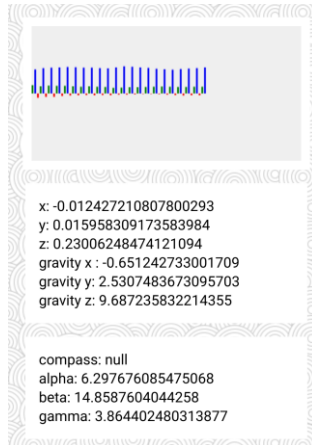 x: -0.012427210807800293
y: 0.015958309173583984
z: 0.23006248474121094
gravity x : -0.651242733001709
gravity y: 2.5307483673095703
gravity z: 9.687235832214355
compass: null
alpha: 6.297676085475068
beta: 14.8587604044258
gamma: 3.864402480313877